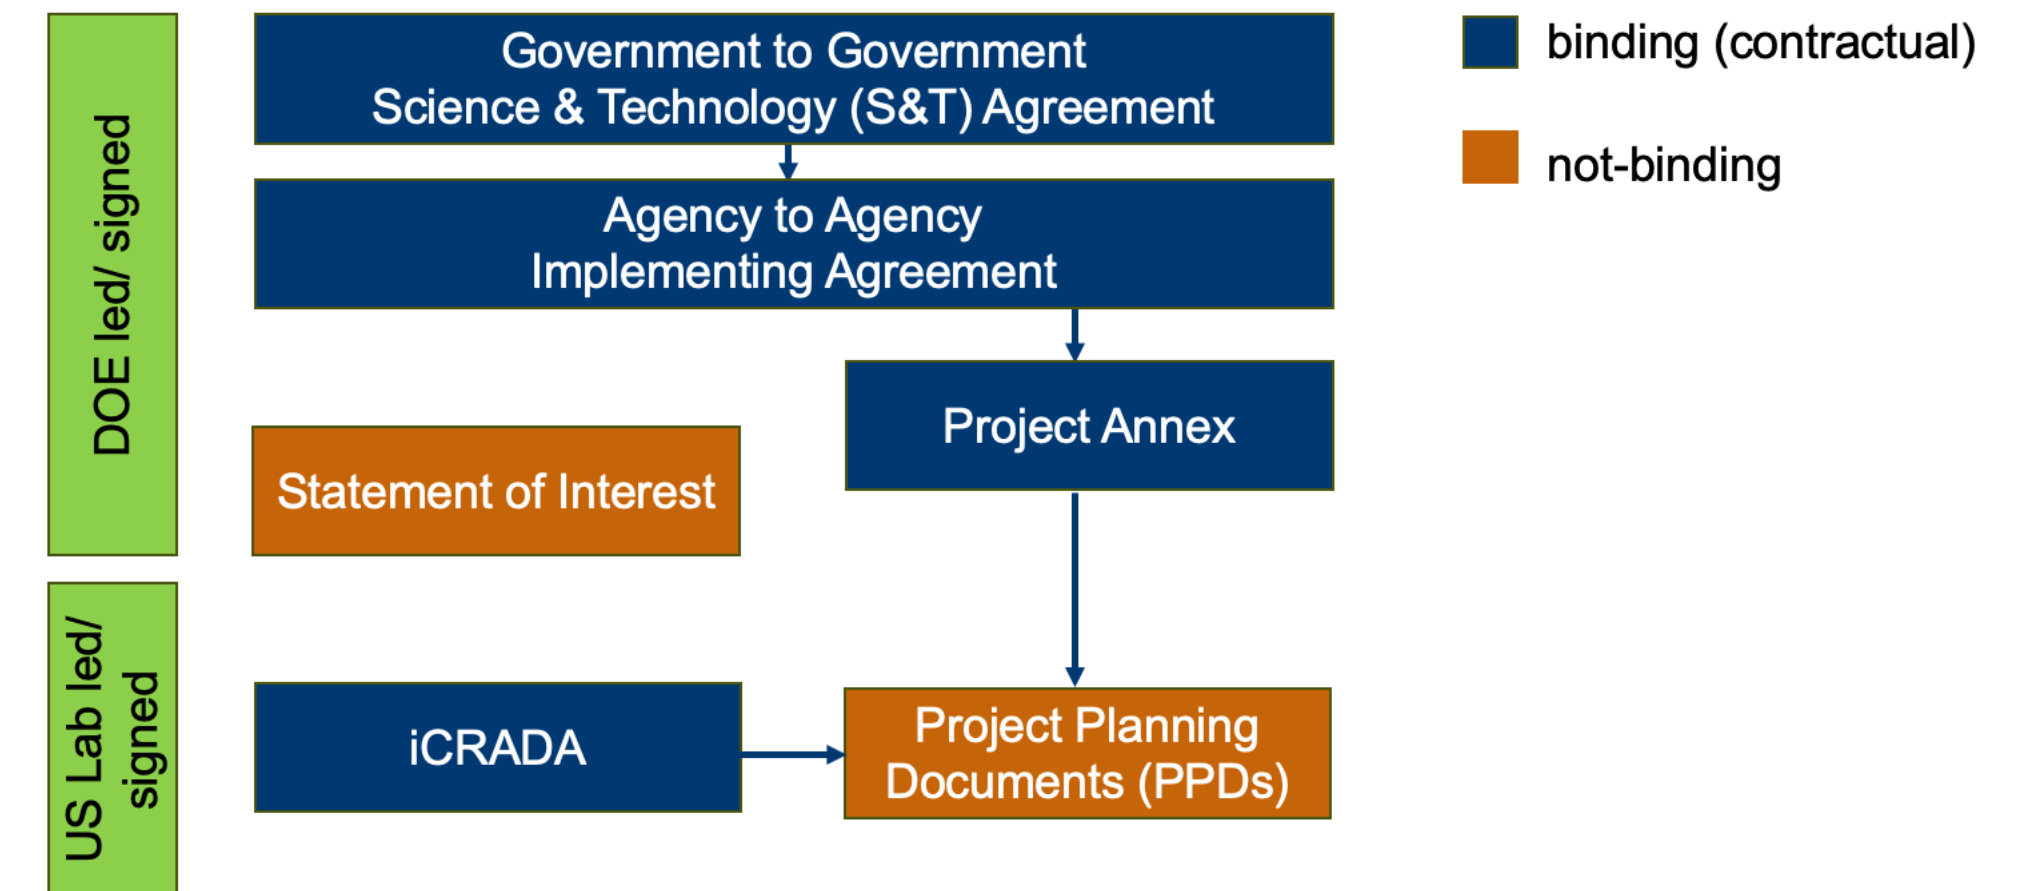 DOE led/ signed
Government to Government
Science & Technology (S&T) Agreement
Agency to Agency
Implementing Agreement
Project Annex
Statement of Interest
US Lab led/
signed
iCRADA
Project Planning
Documents (PPDs)
binding (contractual)
not-binding